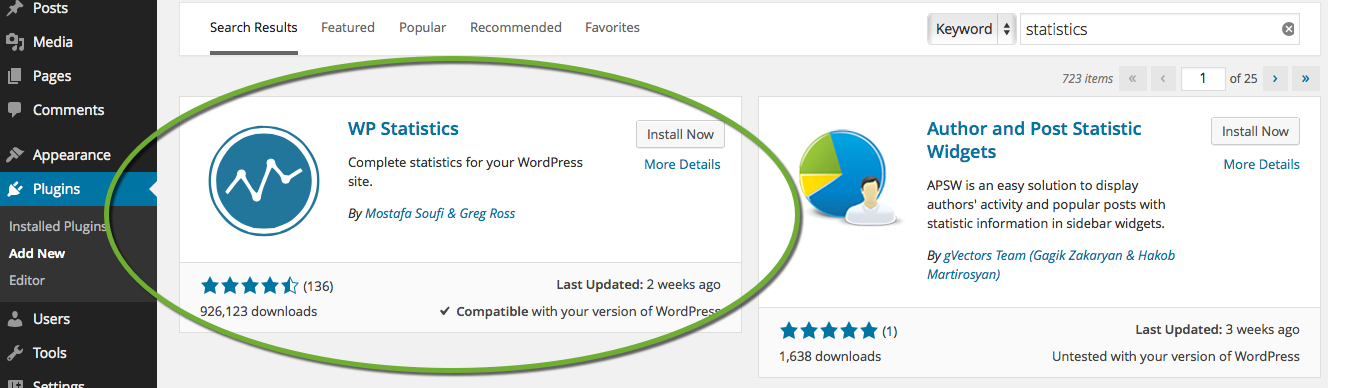 Posts
Media
Pages
Comments
Appearance
Plugins
Installed Plugins
Add New
Editor
Users
Tools
Settings
Search Results Featured Popular Recommended Favorites Keyword statistics
723 items « ‹ 1 of 25 › »
WP Statistics
Install Now
More Details
Complete statistics for your WordPress
site.
By Mostafa Soufi & Greg Ross
(136)
926,123 downloads
Last Updated: 2 weeks ago
Compatible with your version of WordPress
Author and Post Statistic
Widgets
Install Now
More Details
APSW is an easy solution to display
authors' activity and popular posts with
statistic information in sidebar widgets.
By gVectors Team (Gagik Zakaryan & Hakob
Martirosyan)
(1)
1,638 downloads
Last Updated: 3 weeks ago
Untested with your version of WordPress